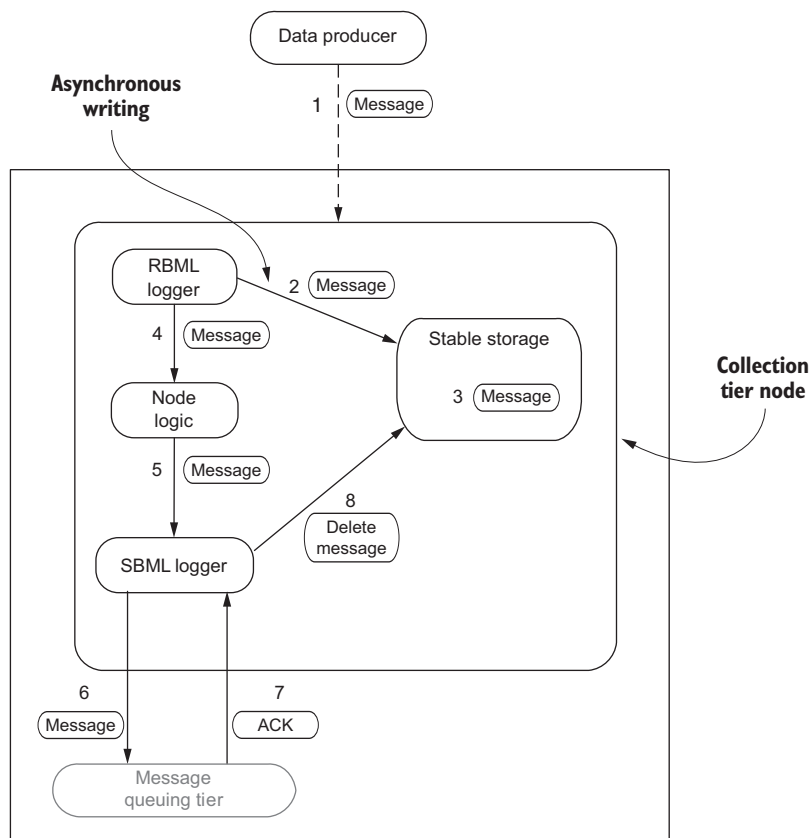 Data producer
Asynchronous
writing
1 Message
RBML
logger
2 Message
Stable storage
4 Message
3 Message
Collection
tier node
Node
logic
5 Message
8
Delete
message
SBML logger
6
Message
7
ACK
Message
queuing tier